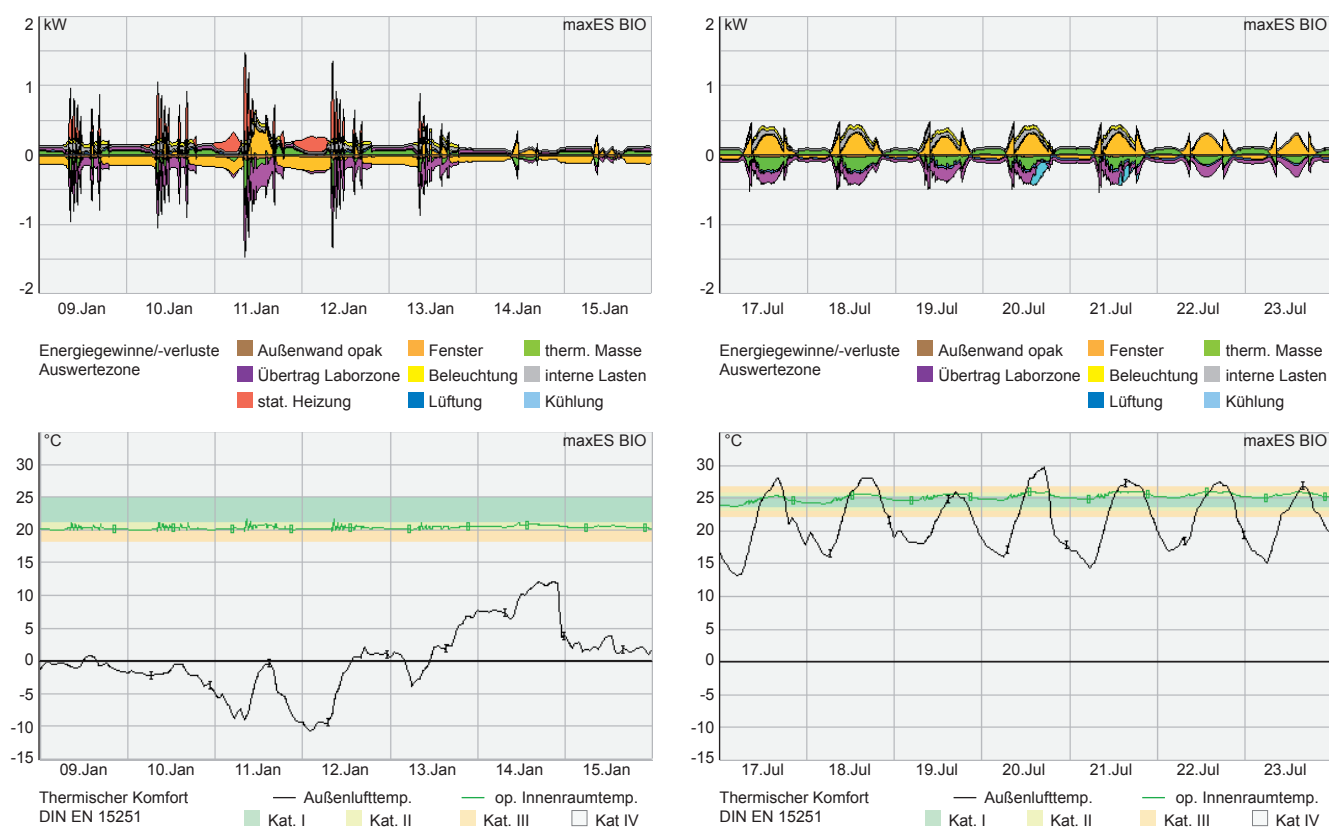 2 kW maxES BIO
1
0
-1
-2
09.Jan 10.Jan 11.Jan 12.Jan 13.Jan 14.Jan 15.Jan
Energiegewinne/-verluste Außenwand opak Fenster therm. Masse
Auswertezone Übertrag Laborzone Beleuchtung interne Lasten
stat. Heizung Lüftung Kühlung
2 kW maxES BIO
1
0
-1
-2
17.Jul 18.Jul 19.Jul 20.Jul 21.Jul 22.Jul 23.Jul
Energiegewinne/-verluste Außenwand opak Fenster therm. Masse
Auswertezone Übertrag Laborzone Beleuchtung interne Lasten
Lüftung Kühlung
°C maxES BIO
30
25
20
15
10
5
0
-5
-10
-15
09.Jan 10.Jan 11.Jan 12.Jan 13.Jan 14.Jan 15.Jan
Thermischer Komfort Außenlufttemp. op. Innenraumtemp.
DIN EN 15251 Kat. I Kat. II Kat. III Kat IV
°C maxES BIO
30
25
20
15
10
5
0
-5
-10
-15
17.Jul 18.Jul 19.Jul 20.Jul 21.Jul 22.Jul 23.Jul
Thermischer Komfort Außenlufttemp. op. Innenraumtemp.
DIN EN 15251 Kat. I Kat. II Kat. III Kat IV